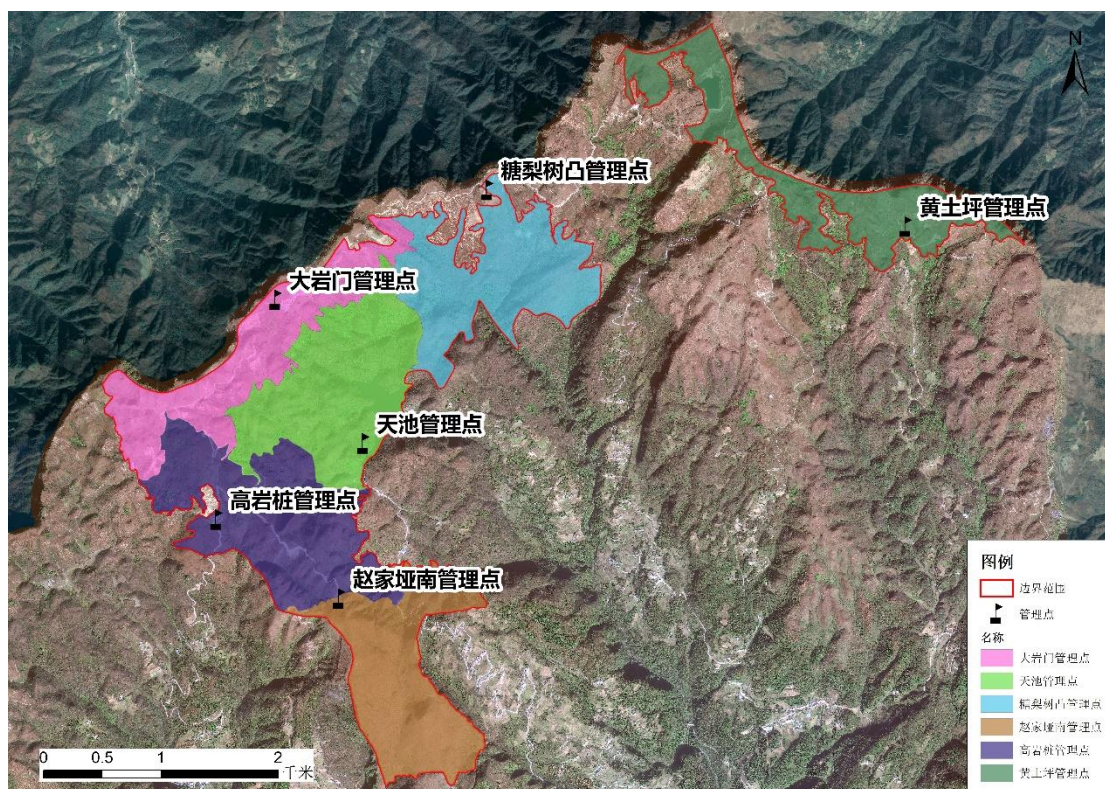 N
糖梨树凸管理点
黄土坪管理点
大岩门管理点
天池管理点
高岩桩管理点
赵家垭南管理点
图例
边界范围
管理点
名称
大岩门管理点
天池管理点
糖梨树凸管理点
赵家垭南管理点
高岩桩管理点
黄土坪管理点
0 0.5 1 2
千米